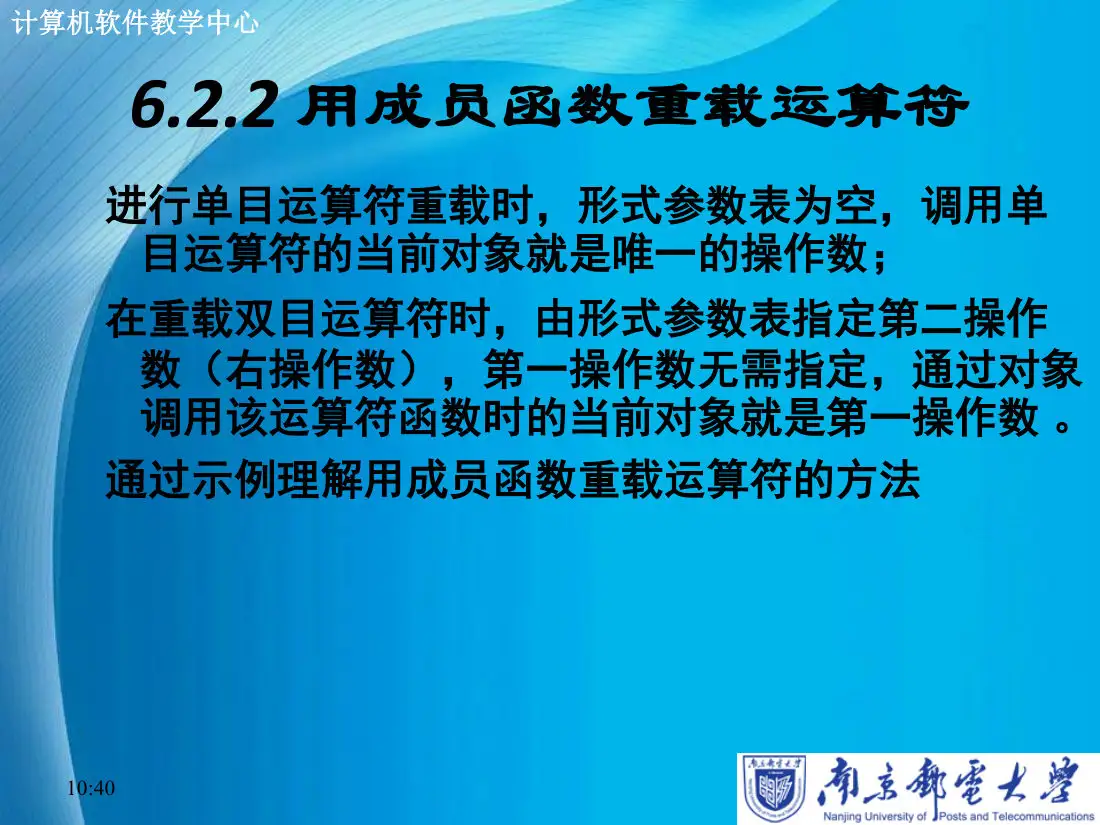 计算机软件教学中心
6.2.2 用成员函数重载运算符
进行单目运算符重载时，形式参数表为空，调用单
目运算符的当前对象就是唯一的操作数；
在重载双目运算符时，由形式参数表指定第二操作
数（右操作数），第一操作数无需指定，通过对象
调用该运算符函数时的当前对象就是第一操作数 。
通过示例理解用成员函数重载运算符的方法
10:40
南京郵電大學
Nanjing University of Posts and Telecommunications